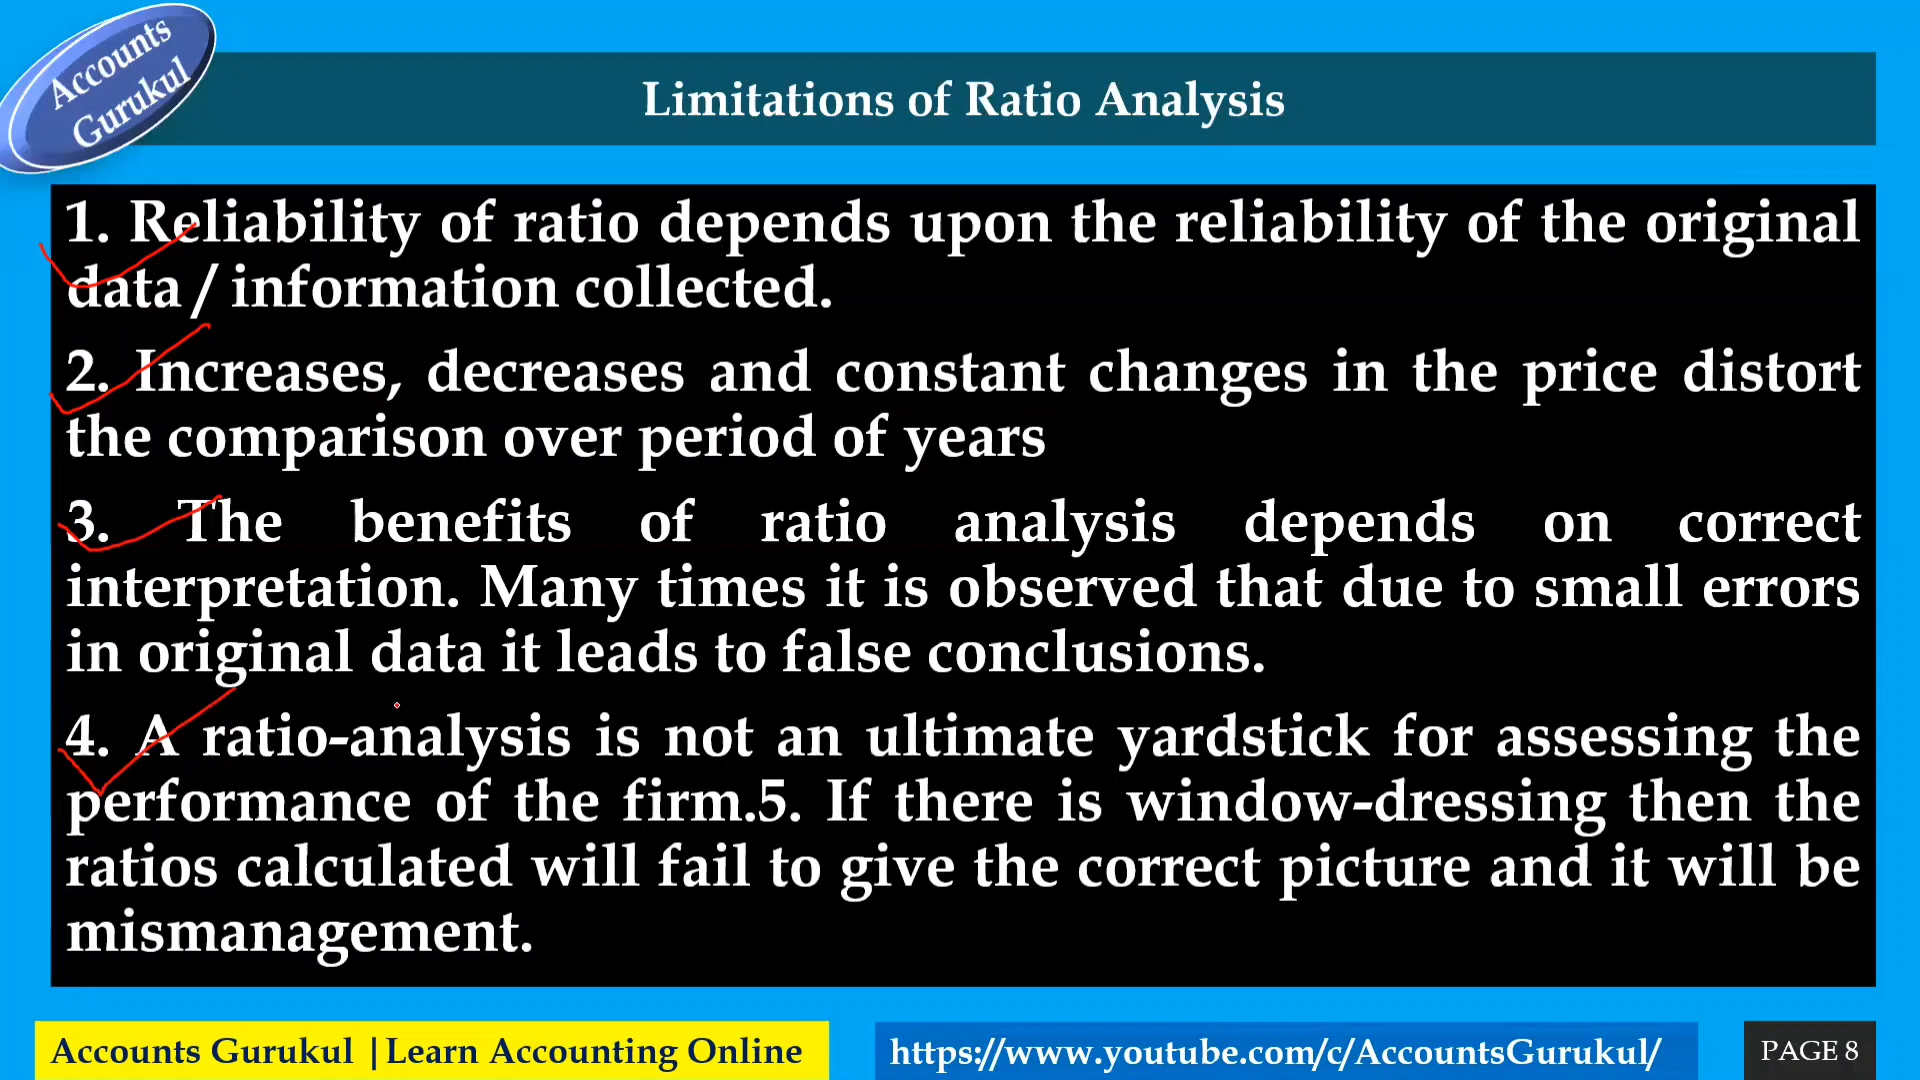 Accounts
Gurukul
Limitations of Ratio Analysis
1. Reliability of ratio depends upon the reliability of the original
data / information collected.
2. Increases, decreases and constant changes in the price distort
the comparison over period of years
3. The benefits of ratio analysis depends on correct
interpretation. Many times it is observed that due to small errors
in original data it leads to false conclusions.
4. A ratio-analysis is not an ultimate yardstick for assessing the
performance of the firm.5. If there is window-dressing then the
ratios calculated will fail to give the correct picture and it will be
mismanagement.
Accounts Gurukul | Learn Accounting Online
https://www.youtube.com/c/AccountsGurukul/
PAGE 8